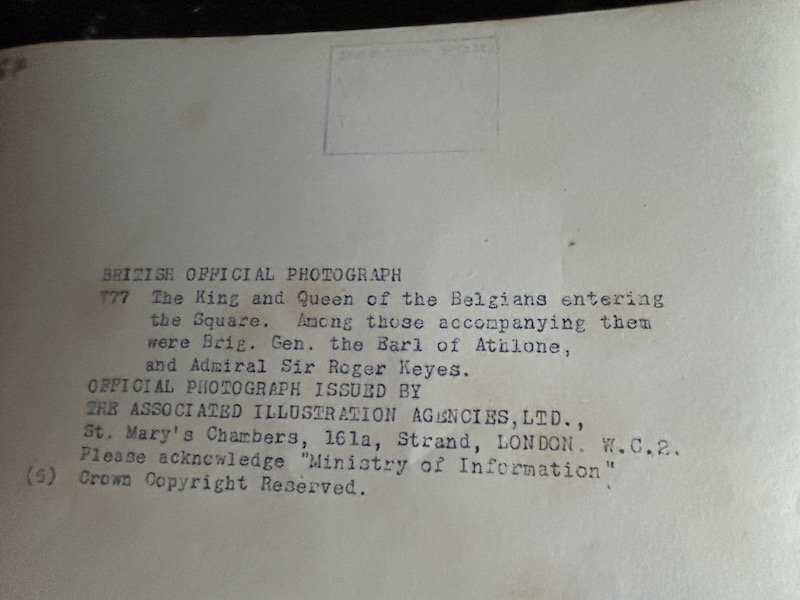 BRITISH OFFICIAL PHOTOGRAPH
V77 The King and Queen of the Belgians entering
the Square. Among those accompanying them
were Brig. Gen. the Earl of Athlone,
and Admiral Sir Roger Keyes.
OFFICIAL PHOTOGRAPH ISSUED BY
THE ASSOCIATED ILLUSTRATION AGENCIES,LTD.,
St. Mary's Chambers, 161a, Strand, LONDON. W.C.2.
Please acknowledge "Ministry of Information"
(5) Crown Copyright Reserved.